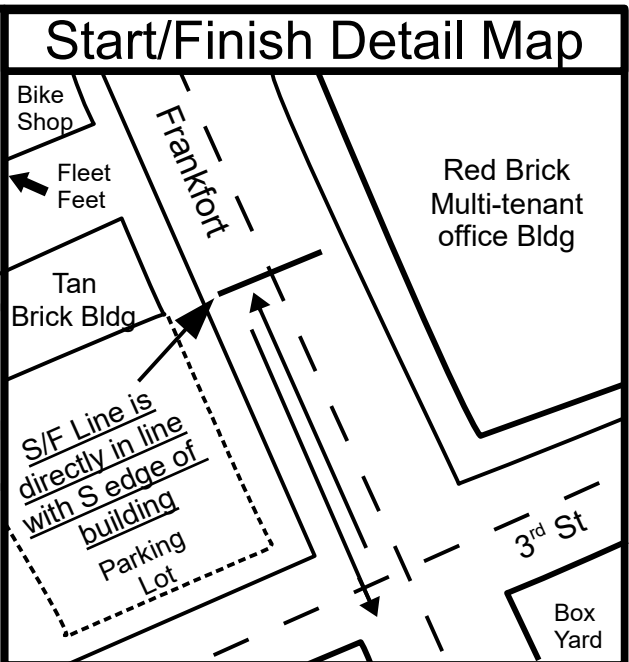 Start/Finish Detail Map
Bike
Shop
Frankfort
Fleet
Feet
Red Brick
Multi-tenant
office Bldg
Tan
Brick Bldg
S/F Line is
directly in line
with S edge of
building
Parking
Lot
3rd St
Box
Yard